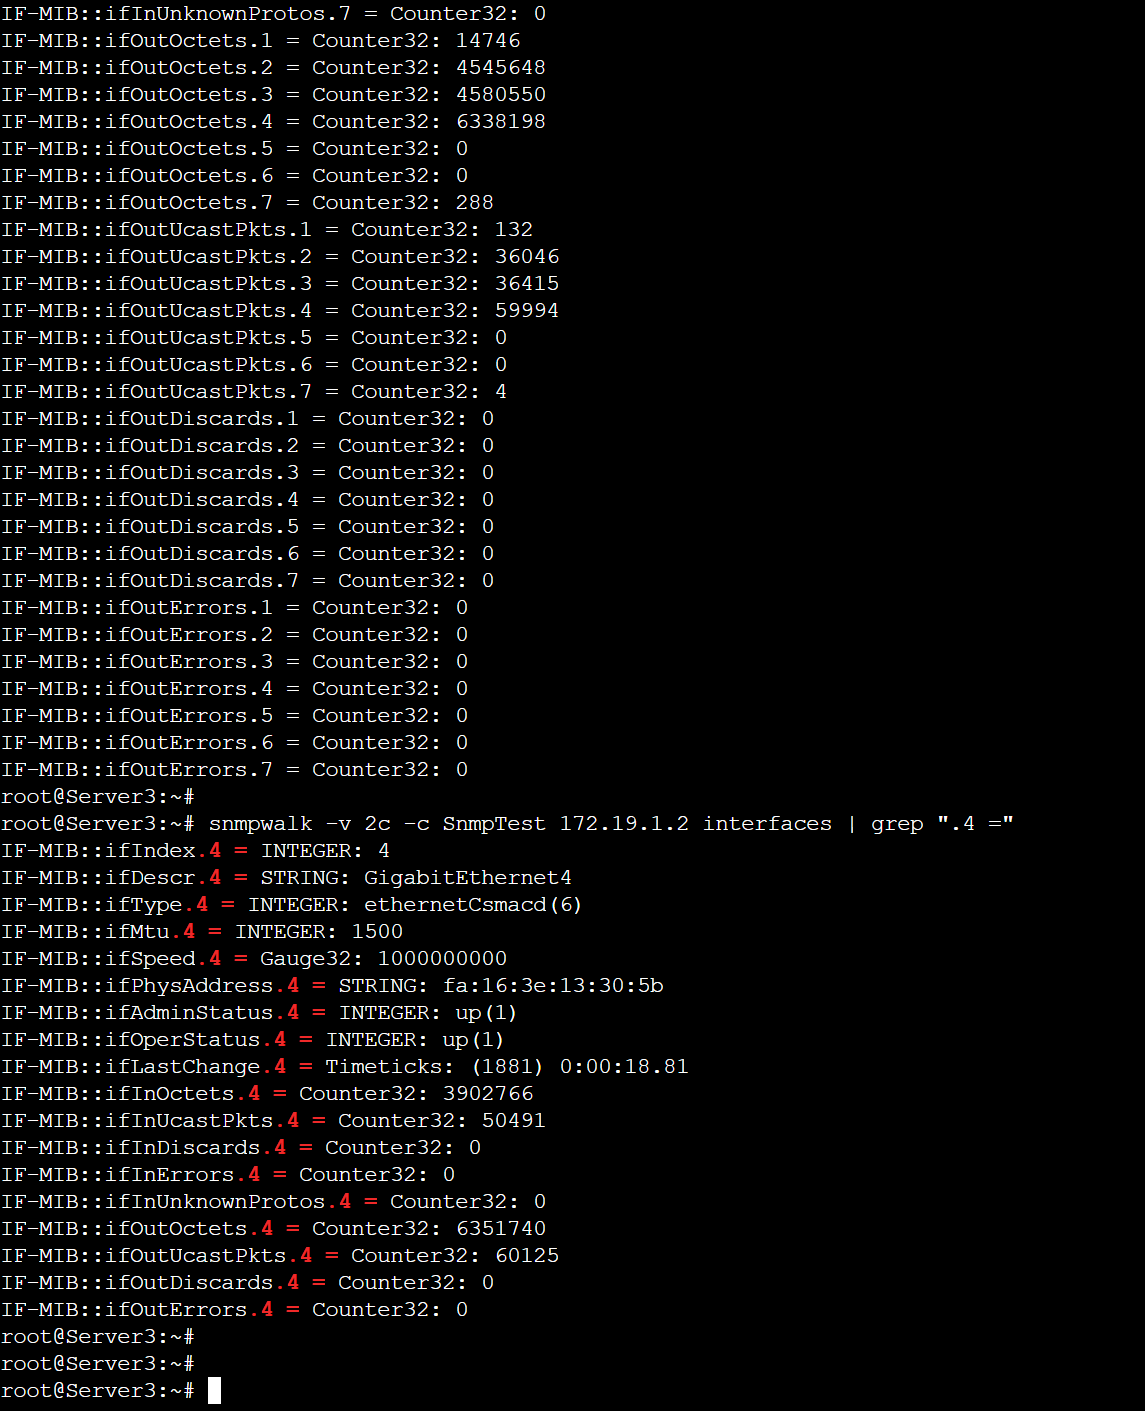 IF-MIB::ifInUnknownProtos.7 = Counter32: 0
IF-MIB::ifOutOctets.1 = Counter32: 14746
IF-MIB::ifOutOctets.2 = Counter32: 4545648
IF-MIB::ifOutOctets.3 = Counter32: 4580550
IF-MIB::ifOutOctets.4 = Counter32: 6338198
IF-MIB::ifOutOctets.5 = Counter32: 0
IF-MIB::ifOutOctets.6 = Counter32: 0
IF-MIB::ifOutOctets.7 = Counter32: 288
IF-MIB::ifOutUcastPkts.1 = Counter32: 132
IF-MIB::ifOutUcastPkts.2 = Counter32: 36046
IF-MIB::ifOutUcastPkts.3 = Counter32: 36415
IF-MIB::ifOutUcastPkts.4 = Counter32: 59994
IF-MIB::ifOutUcastPkts.5 = Counter32: 0
IF-MIB::ifOutUcastPkts.6 = Counter32: 0
IF-MIB::ifOutUcastPkts.7 = Counter32: 4
IF-MIB::ifOutDiscards.1 = Counter32: 0
IF-MIB::ifOutDiscards.2 = Counter32: 0
IF-MIB::ifOutDiscards.3 = Counter32: 0
IF-MIB::ifOutDiscards.4 = Counter32: 0
IF-MIB::ifOutDiscards.5 = Counter32: 0
IF-MIB::ifOutDiscards.6 = Counter32: 0
IF-MIB::ifOutDiscards.7 = Counter32: 0
IF-MIB::ifOutErrors.1 = Counter32: 0
IF-MIB::ifOutErrors.2 = Counter32: 0
IF-MIB::ifOutErrors.3 = Counter32: 0
IF-MIB::ifOutErrors.4 = Counter32: 0
IF-MIB::ifOutErrors.5 = Counter32: 0
IF-MIB::ifOutErrors.6 = Counter32: 0
IF-MIB::ifOutErrors.7 = Counter32: 0
root@Server3:~#
root@Server3:~# snmpwalk -v 2c -c SnmpTest 172.19.1.2 interfaces | grep ".4 ="
IF-MIB::ifIndex.4 = INTEGER: 4
IF-MIB::ifDescr.4 = STRING: GigabitEthernet4
IF-MIB::ifType.4 = INTEGER: ethernetCsmacd(6)
IF-MIB::ifMtu.4 = INTEGER: 1500
IF-MIB::ifSpeed.4 = Gauge32: 1000000000
IF-MIB::ifPhysAddress.4 = STRING: fa:16:3e:13:30:5b
IF-MIB::ifAdminStatus.4 = INTEGER: up(1)
IF-MIB::ifOperStatus.4 = INTEGER: up(1)
IF-MIB::ifLastChange.4 = Timeticks: (1881) 0:00:18.81
IF-MIB::ifInOctets.4 = Counter32: 3902766
IF-MIB::ifInUcastPkts.4 = Counter32: 50491
IF-MIB::ifInDiscards.4 = Counter32: 0
IF-MIB::ifInErrors.4 = Counter32: 0
IF-MIB::ifInUnknownProtos.4 = Counter32: 0
IF-MIB::ifOutOctets.4 = Counter32: 6351740
IF-MIB::ifOutUcastPkts.4 = Counter32: 60125
IF-MIB::ifOutDiscards.4 = Counter32: 0
IF-MIB::ifOutErrors.4 = Counter32: 0
root@Server3:~#
root@Server3:~#
root@Server3:~#